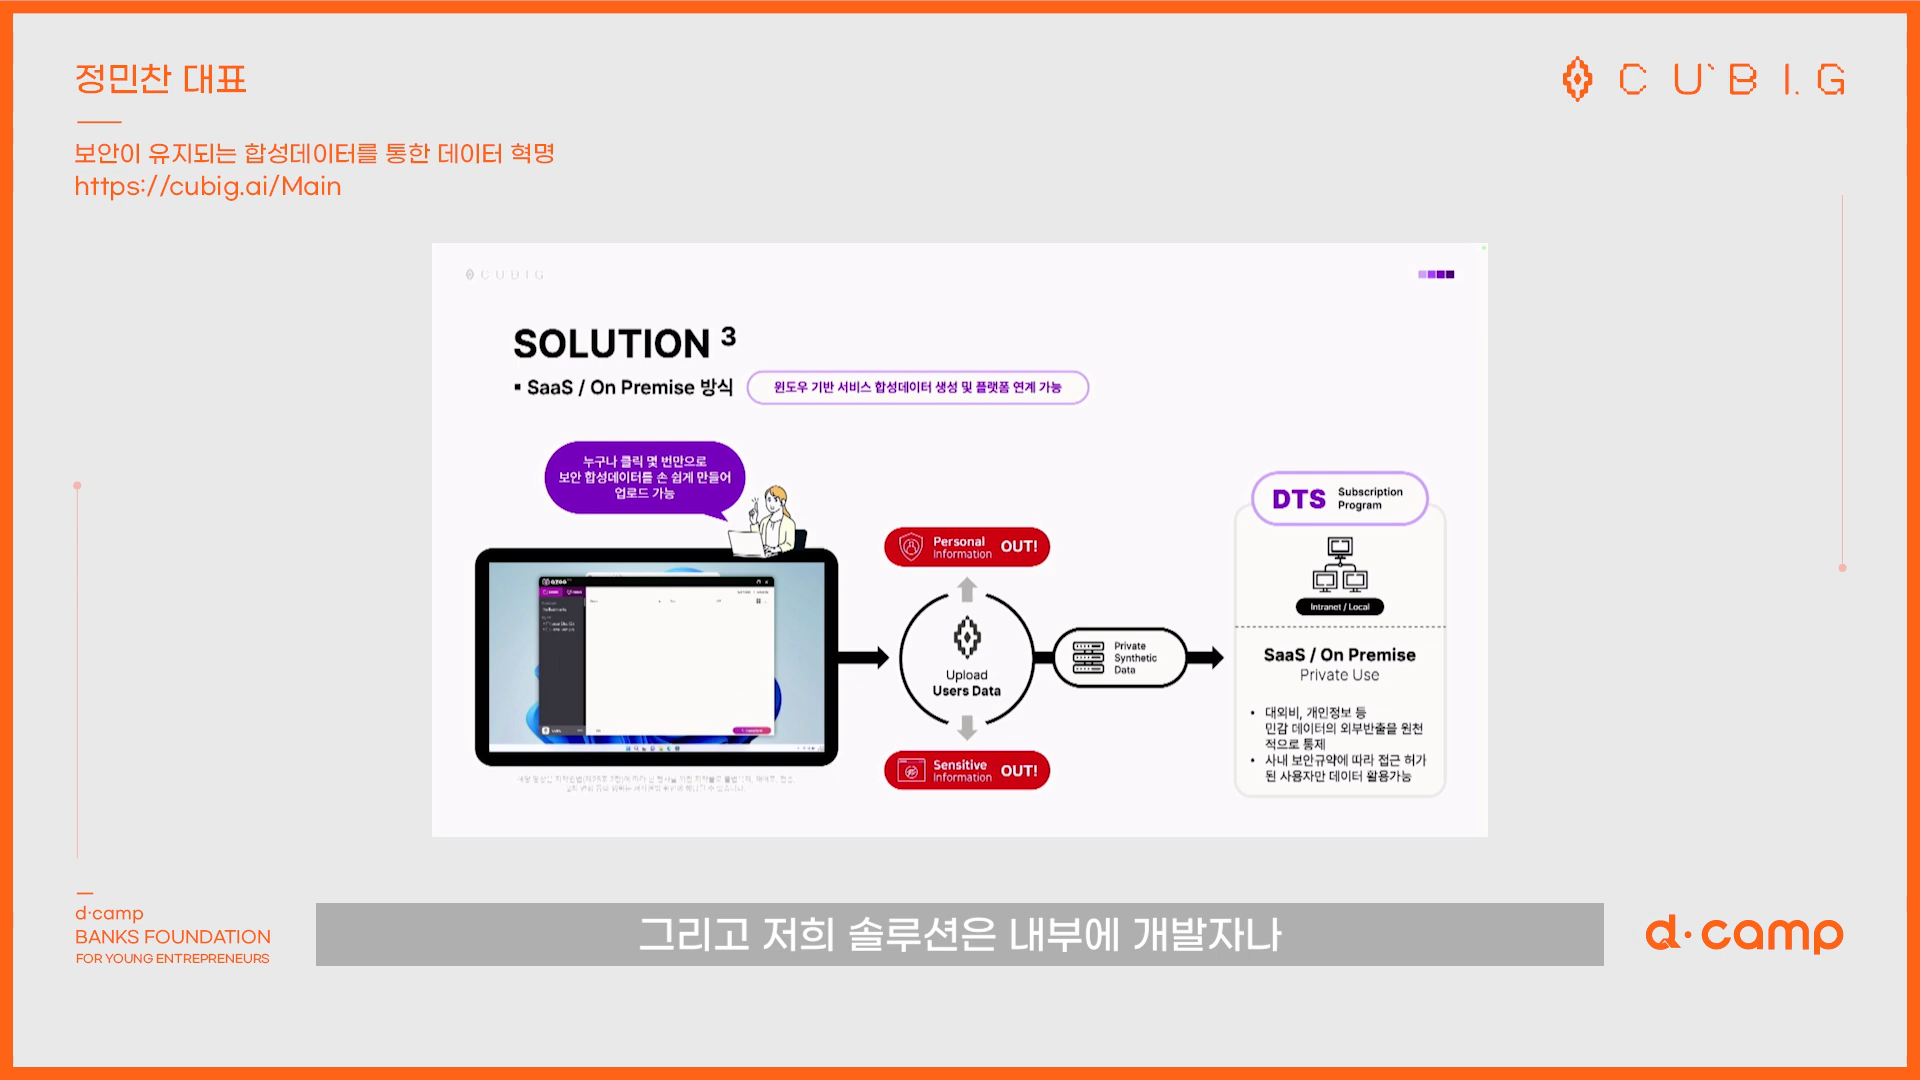 정민찬 대표
CUBIG
보안이 유지되는 합성데이터를 통한 데이터 혁명
https://cubig.ai/Main
CUBIG
SOLUTION 3
▪ SaaS / On Premise 방식
윈도우 기반 서비스 합성데이터 생성 및 플랫폼 연계 가능
누구나 클릭 몇 번만으로
보안 합성데이터를 손 쉽게 만들어
업로드 가능
Personal
Information
OUT!
Upload
Users Data
Sensitive
Information
OUT!
Private
Synthetic
Data
DTS
Subscription
Program
Intranet / Local
SaaS / On Premise
Private Use
• 대외비, 개인정보 등
민감 데이터의 외부반출을 원천
적으로 통제
• 사내 보안규약에 따라 접근 허가
된 사용자만 데이터 활용가능
d·camp
BANKS FOUNDATION
FOR YOUNG ENTREPRENEURS
그리고 저희 솔루션은 내부에 개발자나
d·camp